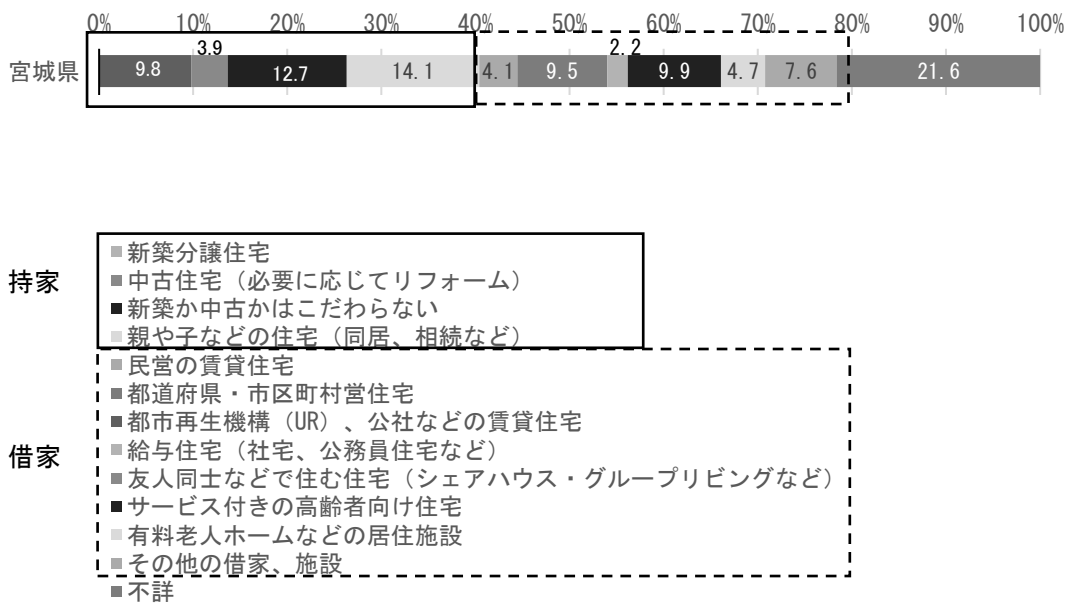 0% 10% 20% 30% 40% 50% 60% 70% 80% 90% 100%
3.9 2.2
宮城県 9.8 12.7 14.1 4.1 9.5 9.9 4.7 7.6 21.6
持家
新築分譲住宅
中古住宅（必要に応じてリフォーム）
新築か中古かはこだわらない
親や子などの住宅（同居、相続など）
借家
民営の賃貸住宅
都道府県・市区町村営住宅
都市再生機構（UR）、公社などの賃貸住宅
給与住宅（社宅、公務員住宅など）
友人同士などで住む住宅（シェアハウス・グループリビングなど）
サービス付きの高齢者向け住宅
有料老人ホームなどの居住施設
その他の借家、施設
不詳